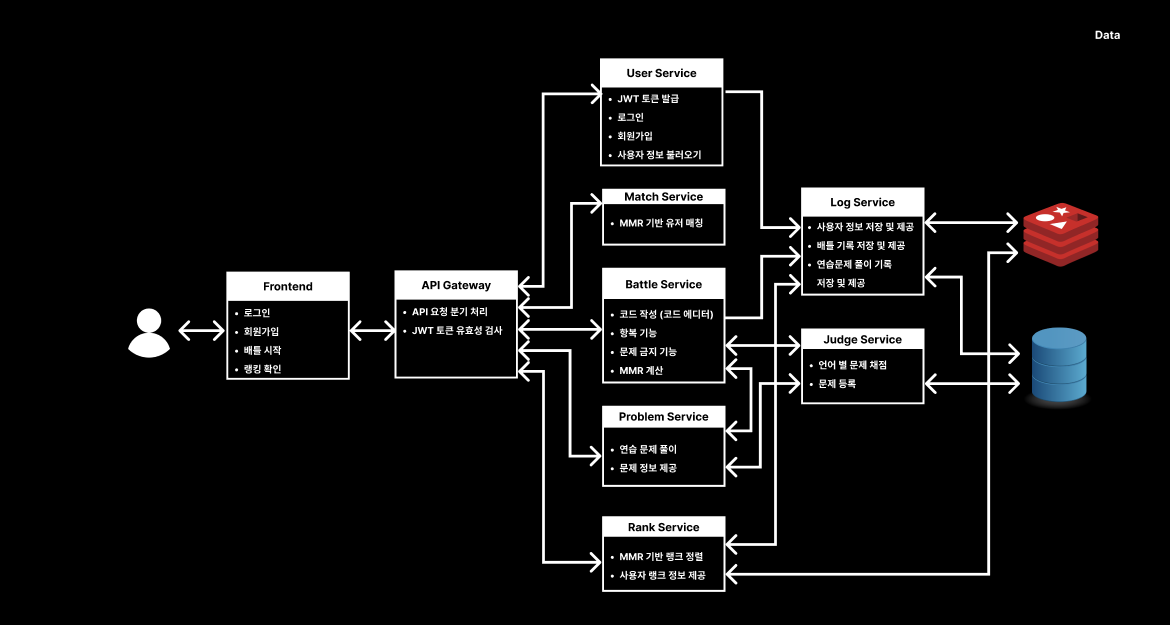 Data
User Service
• JWT 토큰 발급
• 로그인
• 회원가입
• 사용자 정보 불러오기
Match Service
• MMR 기반 유저 매칭
Log Service
• 사용자 정보 저장 및 제공
• 배틀 기록 저장 및 제공
• 연습문제 풀이 기록
저장 및 제공
Frontend
• 로그인
• 회원가입
• 배틀 시작
• 랭킹 확인
API Gateway
• API 요청 분기 처리
• JWT 토큰 유효성 검사
Battle Service
• 코드 작성 (코드 에디터)
• 항복 기능
• 문제 금지 기능
• MMR 계산
Judge Service
• 언어 별 문제 채점
• 문제 등록
Problem Service
• 연습 문제 풀이
• 문제 정보 제공
Rank Service
• MMR 기반 랭크 정렬
• 사용자 랭크 정보 제공